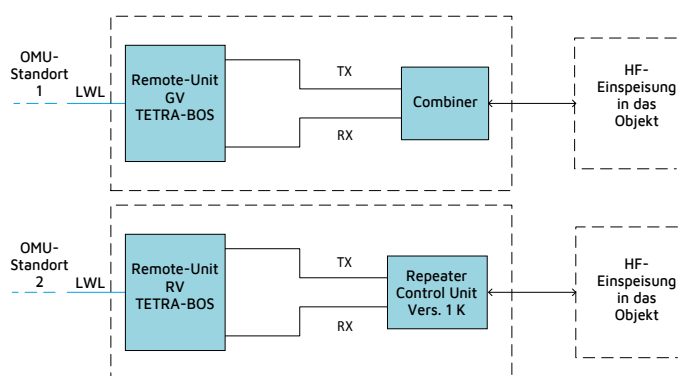 OMU-
Standort
1
LWL
Remote-Unit
GV
TETRA-BOS
TX
RX
Combiner
HF-
Einspeisung
in das
Objekt
OMU-
Standort
2
LWL
Remote-Unit
RV
TETRA-BOS
TX
RX
Repeater
Control Unit
Vers. 1 K
HF-
Einspeisung
in das
Objekt